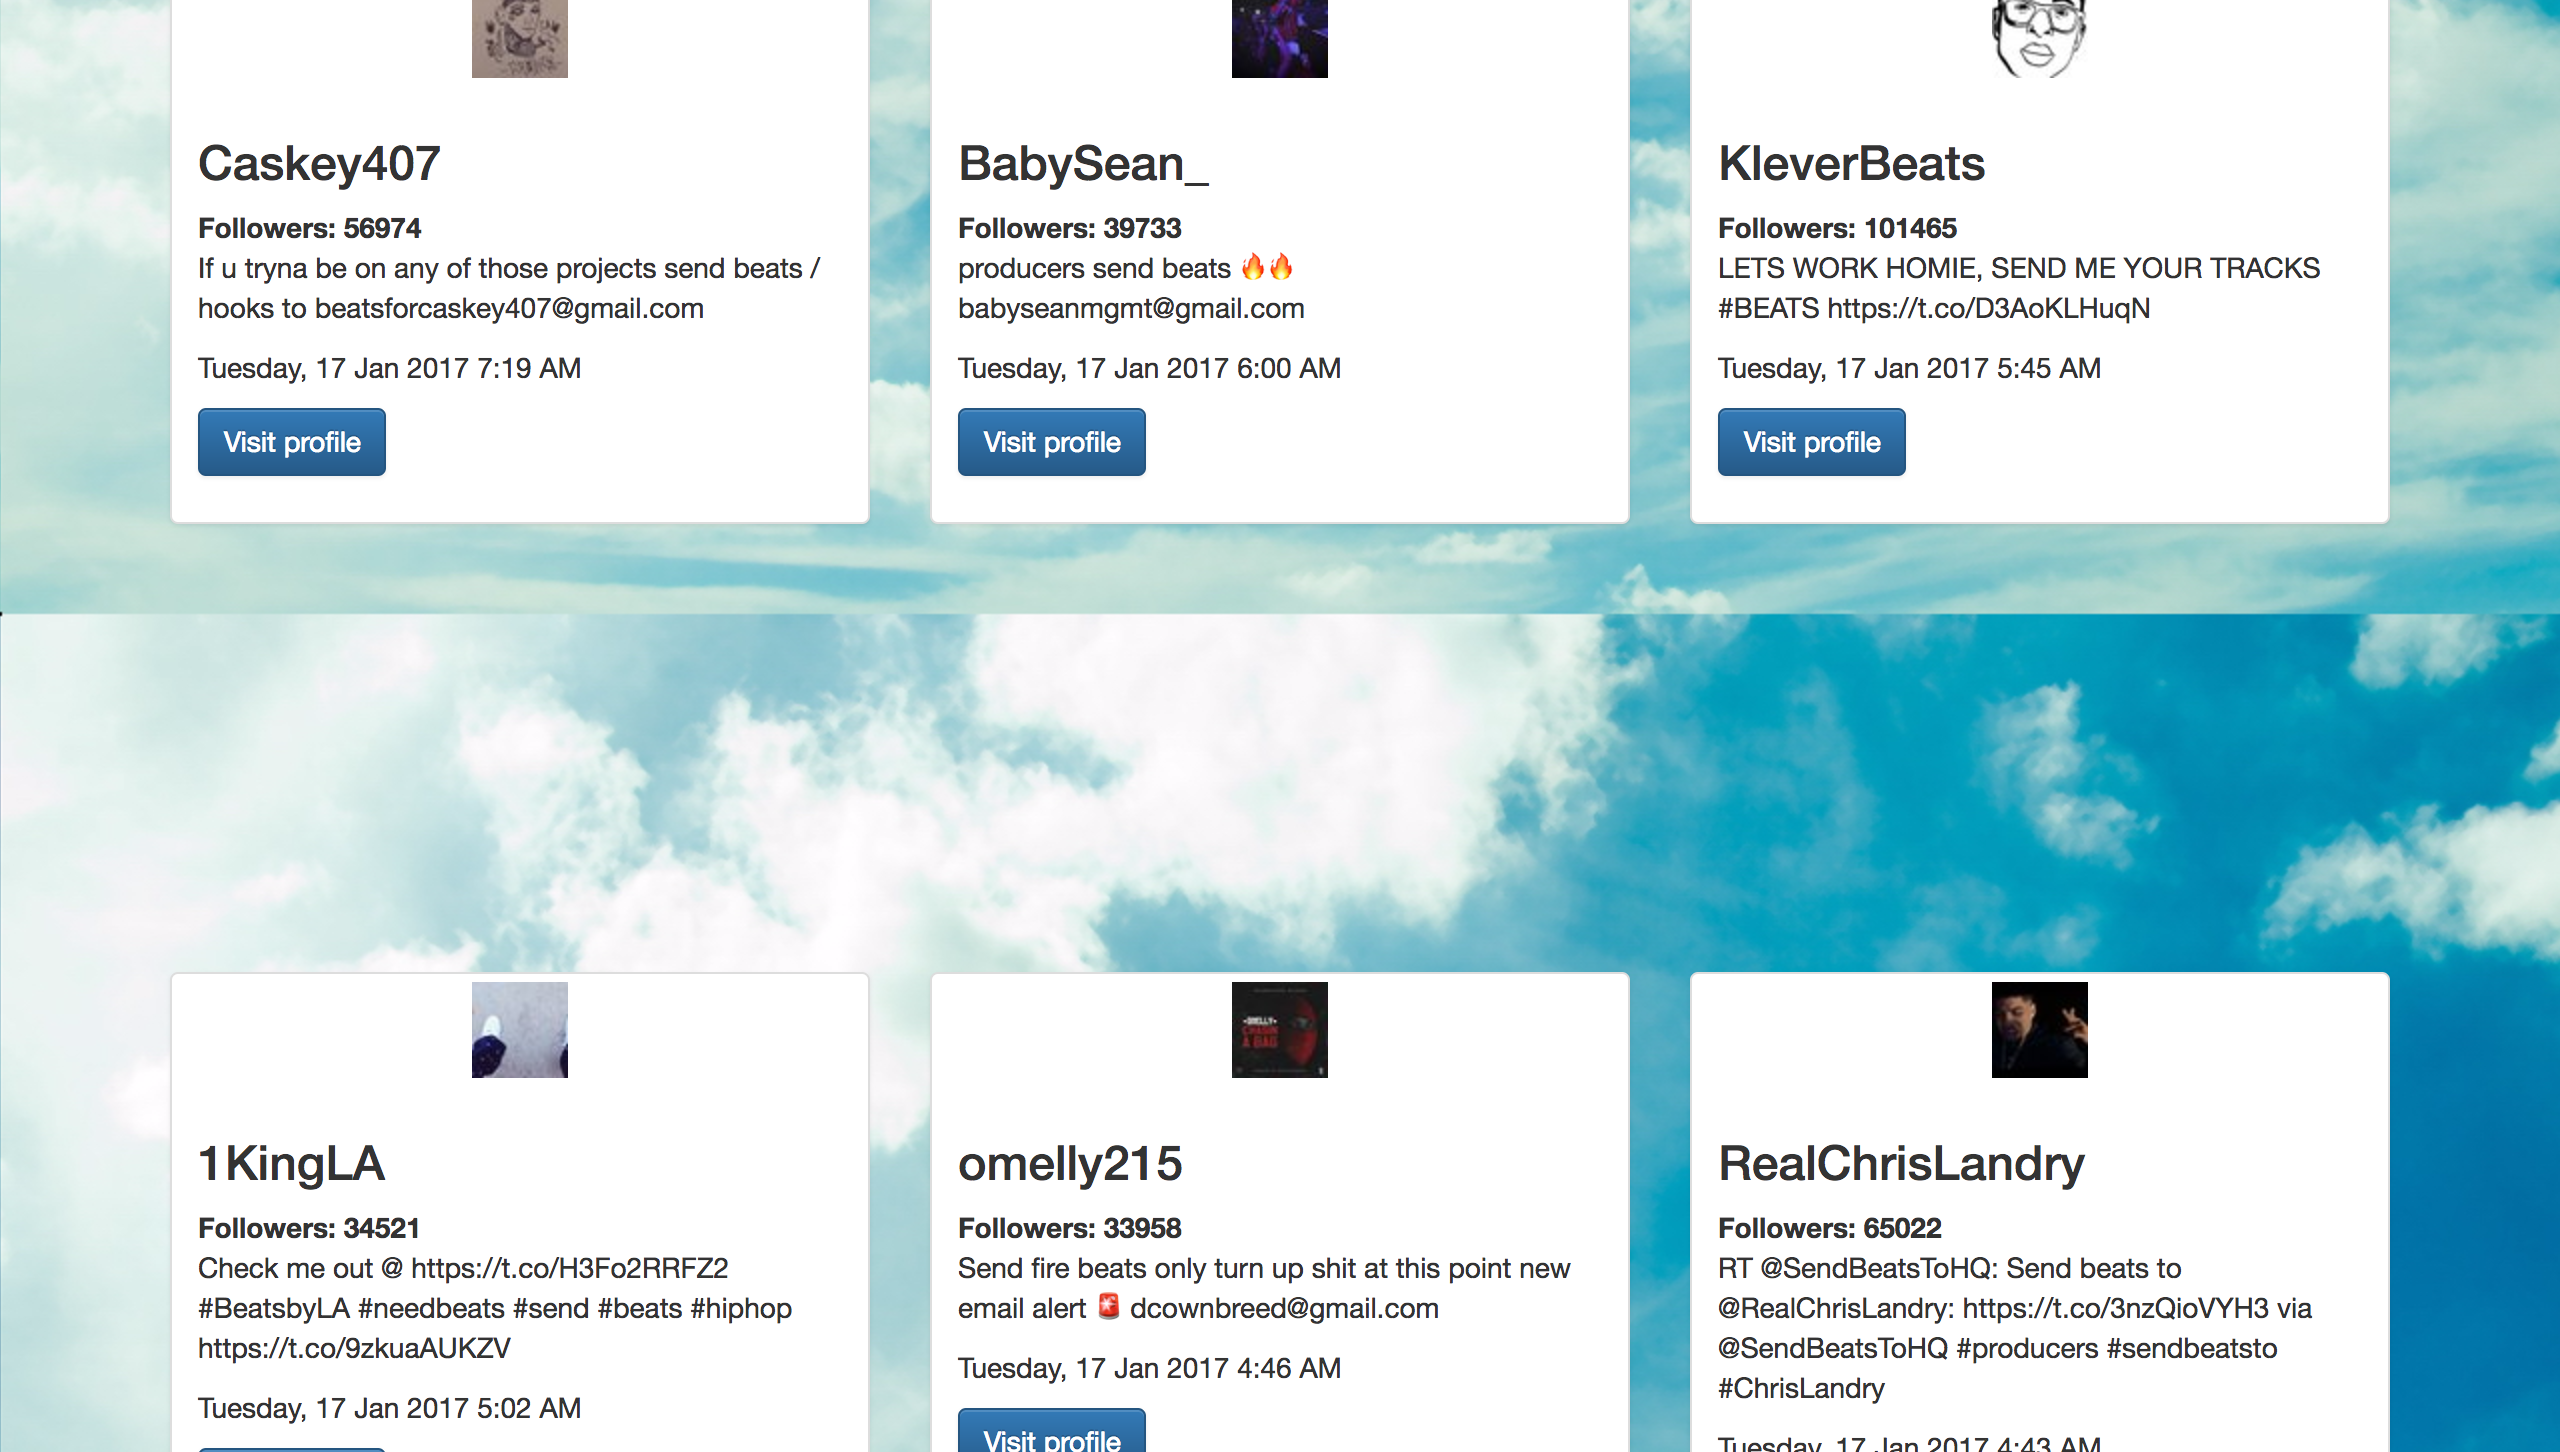 Caskey407
Followers: 56974
If u tryna be on any of those projects send beats /
hooks to beatsforcaskey407@gmail.com
Tuesday, 17 Jan 2017 7:19 AM
Visit profile
BabySean_
Followers: 39733
producers send beats 🔥🔥
babyseanmgmt@gmail.com
Tuesday, 17 Jan 2017 6:00 AM
Visit profile
KleverBeats
Followers: 101465
LETS WORK HOMIE, SEND ME YOUR TRACKS
#BEATS https://t.co/D3AoKLHuqN
Tuesday, 17 Jan 2017 5:45 AM
Visit profile
1KingLA
Followers: 34521
Check me out @ https://t.co/H3Fo2RRFZ2
#BeatsbyLA #needbeats #send #beats #hiphop
https://t.co/9zkuaAUKZV
Tuesday, 17 Jan 2017 5:02 AM
OMELLY
CHASIN
A BAG
omelly215
Followers: 33958
Send fire beats only turn up shit at this point new
email alert 🚨 dcownbreed@gmail.com
Tuesday, 17 Jan 2017 4:46 AM
Visit profile
RealChrisLandry
Followers: 65022
RT @SendBeatsToHQ: Send beats to
@RealChrisLandry: https://t.co/3nzQioVYH3 via
@SendBeatsToHQ #producers #sendbeatsto
#ChrisLandry
Tuesday, 17 Jan 2017 4:43 AM